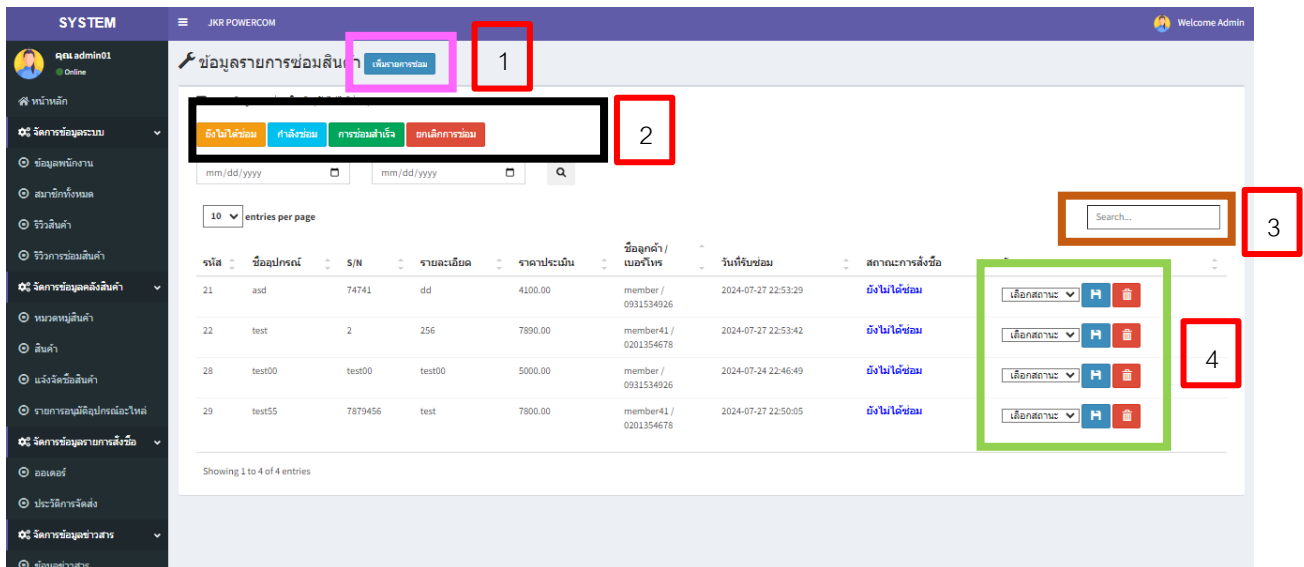 SYSTEM
JKR POWERCOM
Welcome Admin
คุณ admin01
Online
ข้อมูลรายการซ่อมสินค้า
เพิ่มรายการซ่อม
1
หน้าหลัก
จัดการข้อมูลระบบ
ข้อมูลพนักงาน
สมาชิกทั้งหมด
รีวิวสินค้า
รีวิวการซ่อมสินค้า
จัดการข้อมูลคลังสินค้า
หมวดหมู่สินค้า
สินค้า
แจ้งจัดซื้อสินค้า
รายการอนุมัติอุปกรณ์อะไหล่
จัดการข้อมูลรายการสั่งซื้อ
ออเดอร์
ประวัติการจัดส่ง
จัดการข้อมูลข่าวสาร
ข้อมูลข่าวสาร
ยังไม่ได้ซ่อม กำลังซ่อม การซ่อมสำเร็จ ยกเลิกการซ่อม
2
mm/dd/yyyy mm/dd/yyyy
10 entries per page
Search...
3
รหัส ชื่ออุปกรณ์ S/N รายละเอียด ราคาประเมิน ชื่อลูกค้า / เบอร์โทร วันที่รับซ่อม สถานะการสั่งซื้อ
21 asd 74741 dd 4100.00 member / 0931534926 2024-07-27 22:53:29 ยังไม่ได้ซ่อม เลือกสถานะ
22 test 2 256 7890.00 member41 / 0201354678 2024-07-27 22:53:42 ยังไม่ได้ซ่อม เลือกสถานะ
28 test00 test00 test00 5000.00 member / 0931534926 2024-07-24 22:46:49 ยังไม่ได้ซ่อม เลือกสถานะ
29 test55 7879456 test 7800.00 member41 / 0201354678 2024-07-27 22:50:05 ยังไม่ได้ซ่อม เลือกสถานะ
4
Showing 1 to 4 of 4 entries